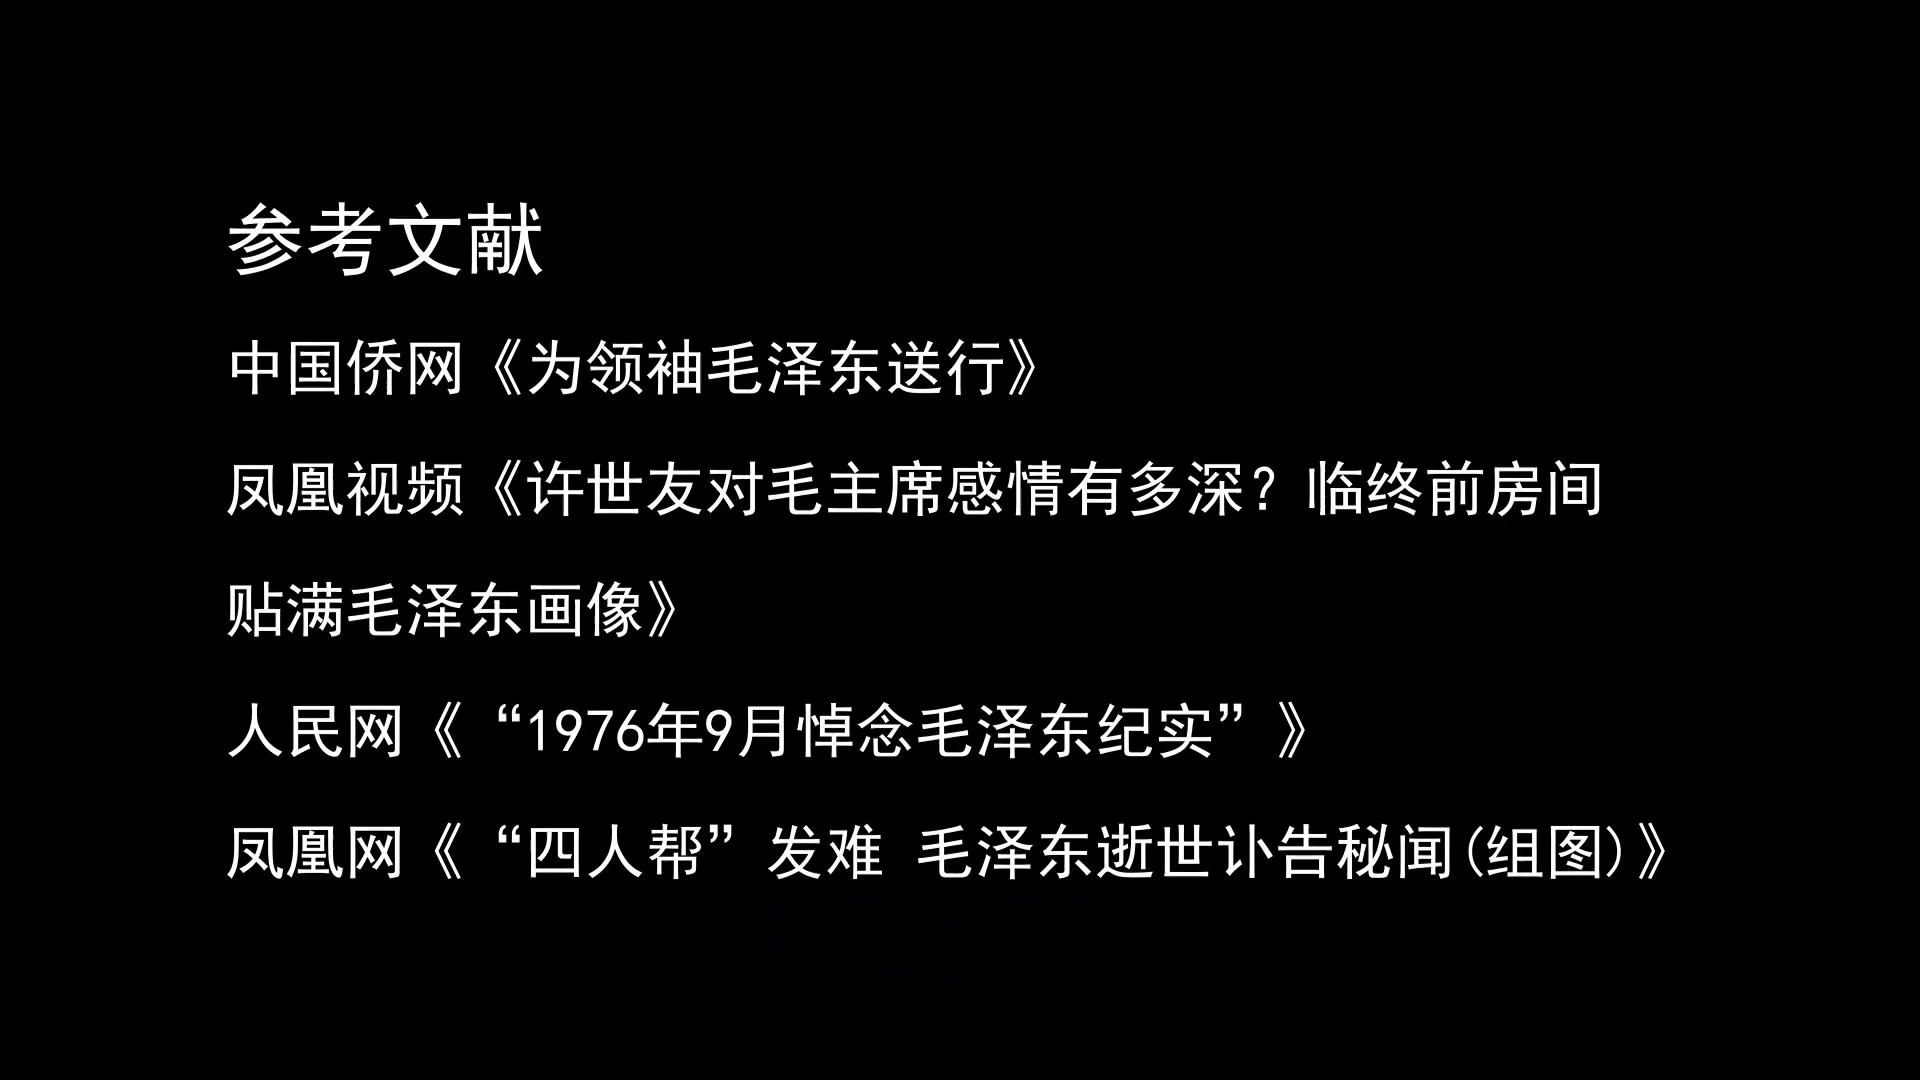 参考文献
中国侨网《为领袖毛泽东送行》
凤凰视频《许世友对毛主席感情有多深？临终前房间
贴满毛泽东画像》
人民网《“1976年9月悼念毛泽东纪实”》
凤凰网《“四人帮”发难 毛泽东逝世讣告秘闻(组图)》